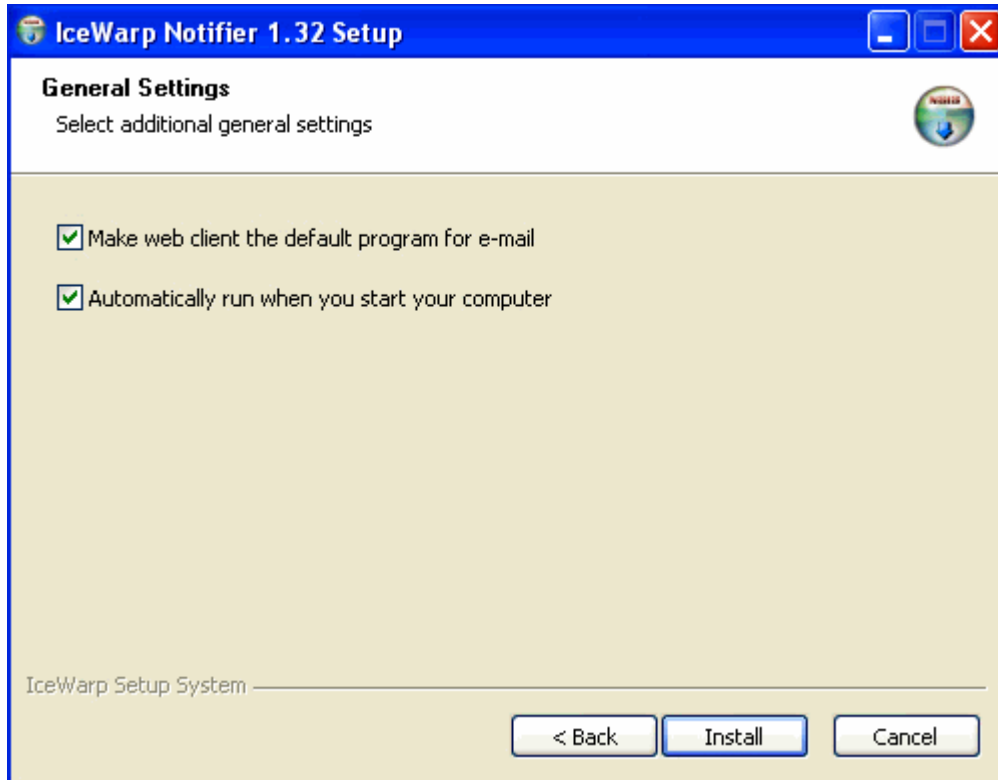 IceWarp Notifier 1.32 Setup
General Settings
Select additional general settings
Make web client the default program for e-mail
Automatically run when you start your computer
IceWarp Setup System
< Back
Install
Cancel